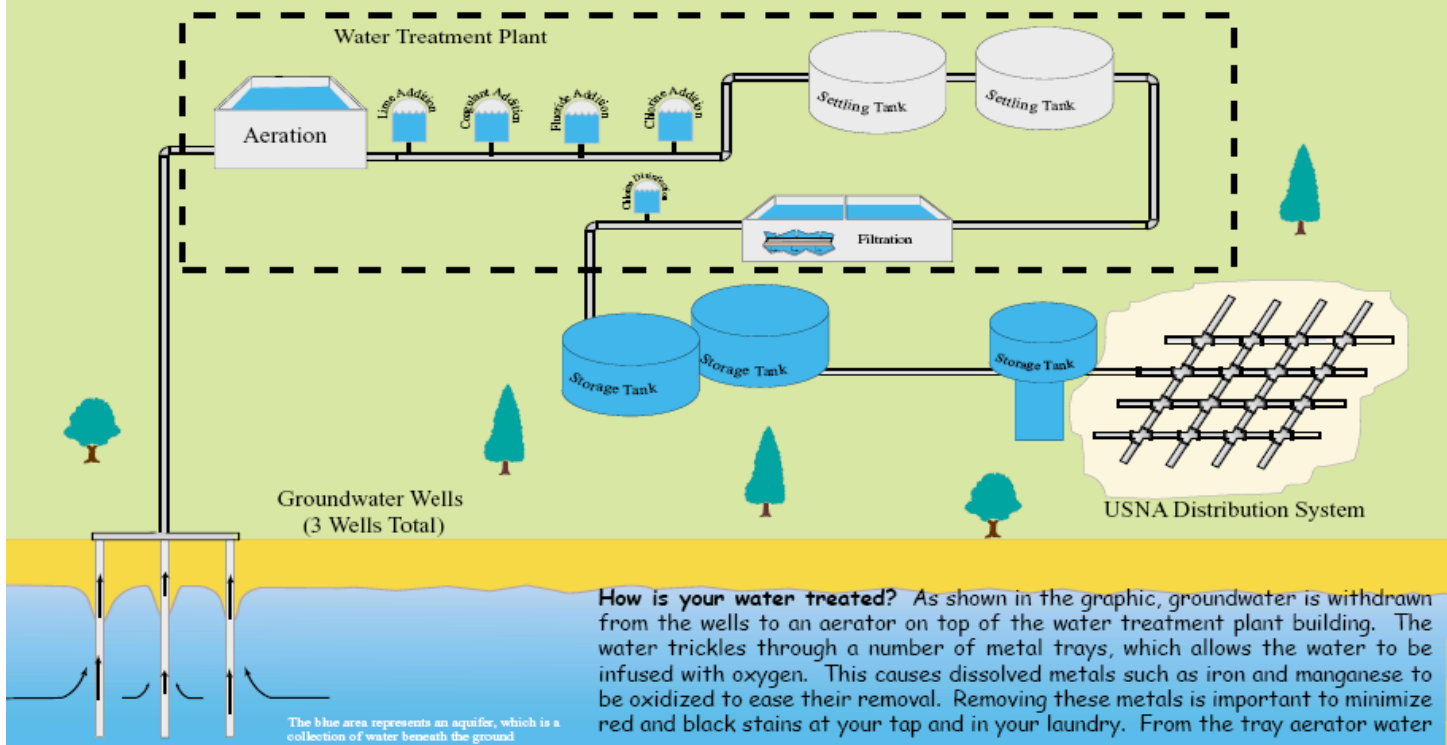 Water Treatment Plant
Aeration
Lime Addition
Coagulant Addition
Fluoride Addition
Chlorine Addition
Settling Tank
Settling Tank
Chlorine Disinfection
Filtration
Storage Tank
Storage Tank
Storage Tank
USNA Distribution System
Groundwater Wells
(3 Wells Total)
How is your water treated? As shown in the graphic, groundwater is withdrawn
from the wells to an aerator on top of the water treatment plant building. The
water trickles through a number of metal trays, which allows the water to be
infused with oxygen. This causes dissolved metals such as iron and manganese to
be oxidized to ease their removal. Removing these metals is important to minimize
red and black stains at your tap and in your laundry. From the tray aerator water
The blue area represents an aquifer, which is a
collection of water beneath the ground